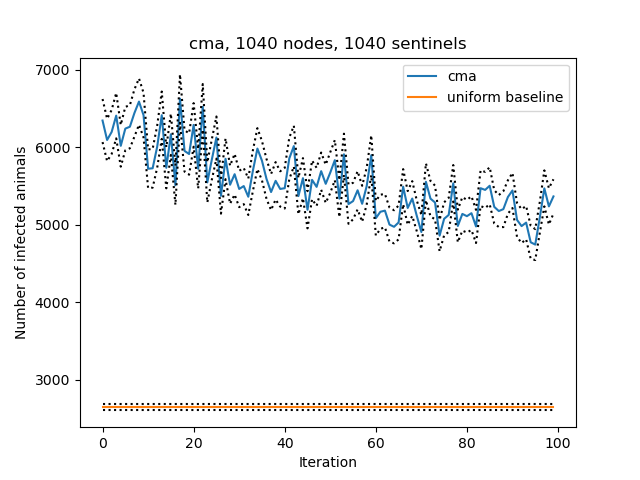 cma, 1040 nodes, 1040 sentinels
cma
uniform baseline
7000
6000
5000
4000
3000
Number of infected animals
0 20 40 60 80 100
Iteration